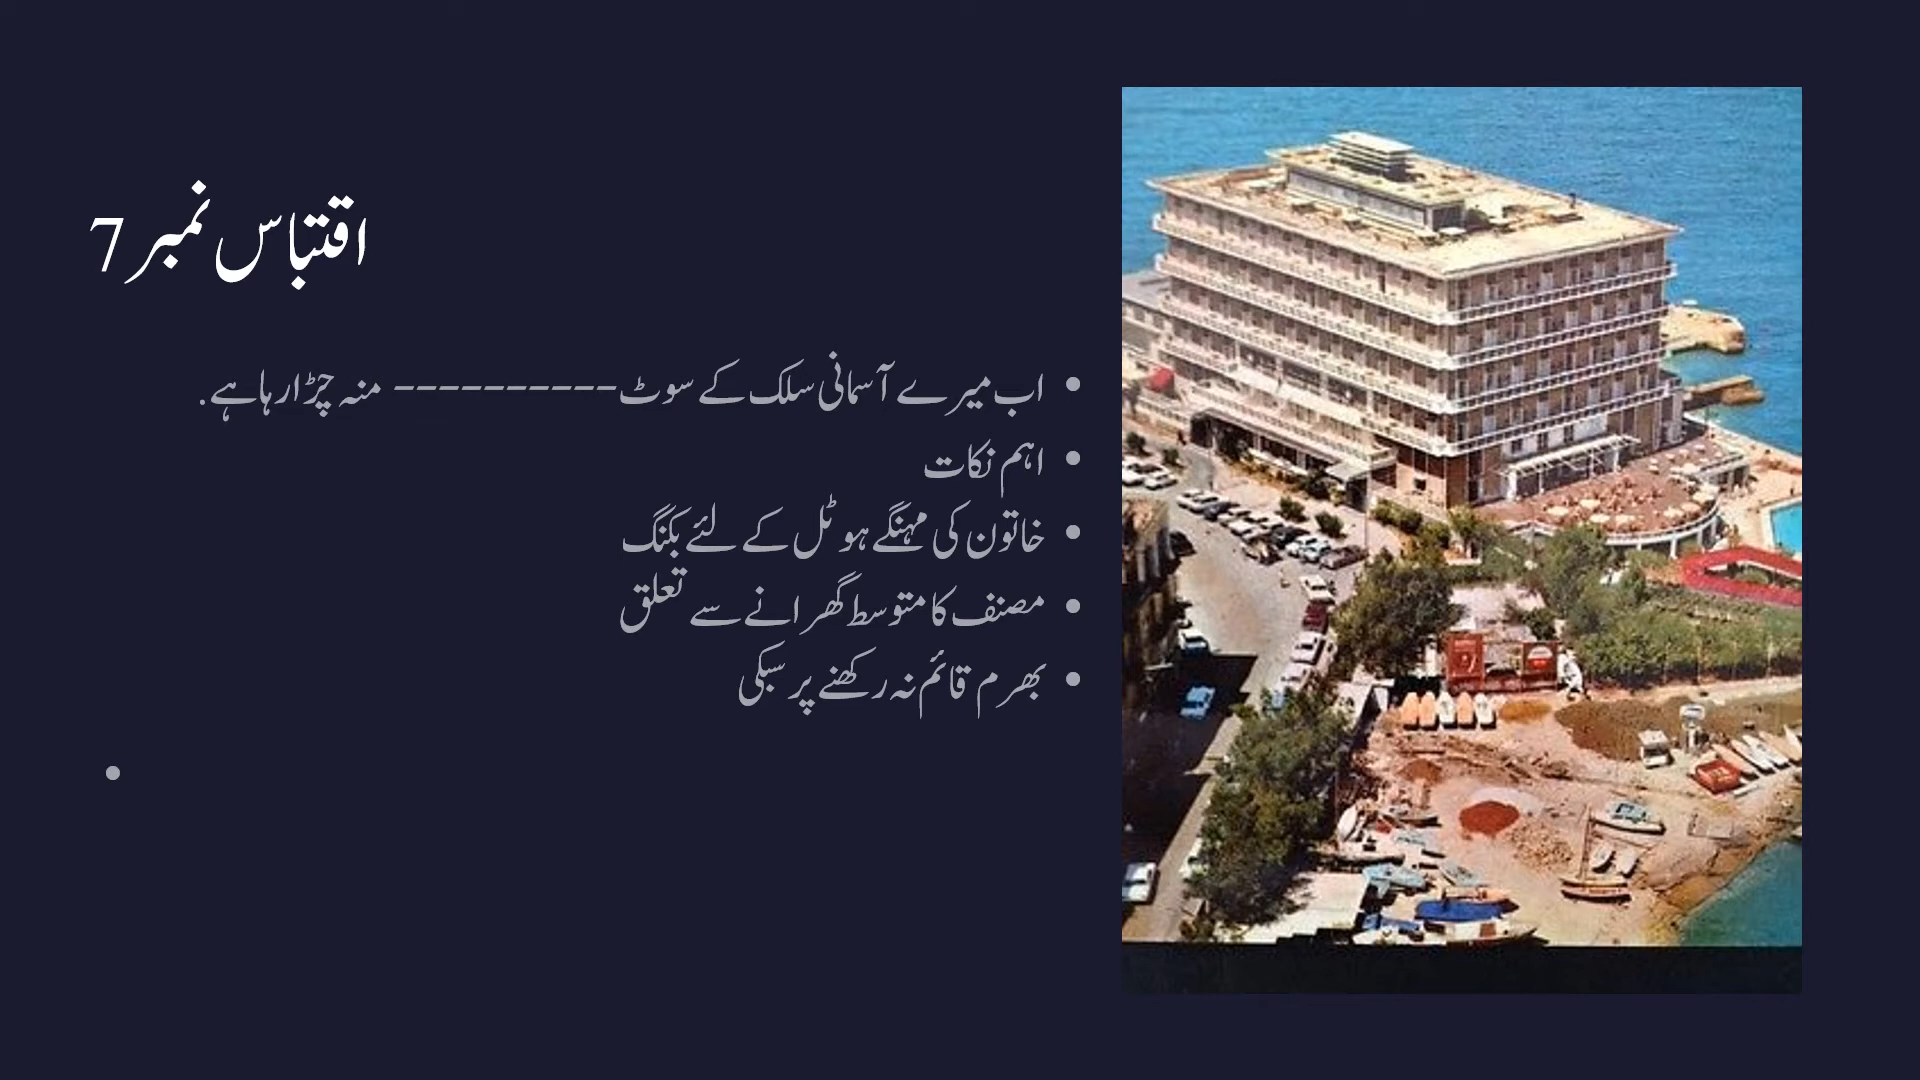 اقتباس نمبر 7
• اب میرے آسمانی سلک کے سوٹ ---------- منہ چڑا رہا ہے.
• اہم نکات
• خاتون کی مہنگے ہوٹل کے لئے بکنگ
• مصنف کا متوسط گھرانے سے تعلق
• بھرم قائم نہ رکھنے پر سبکی
•